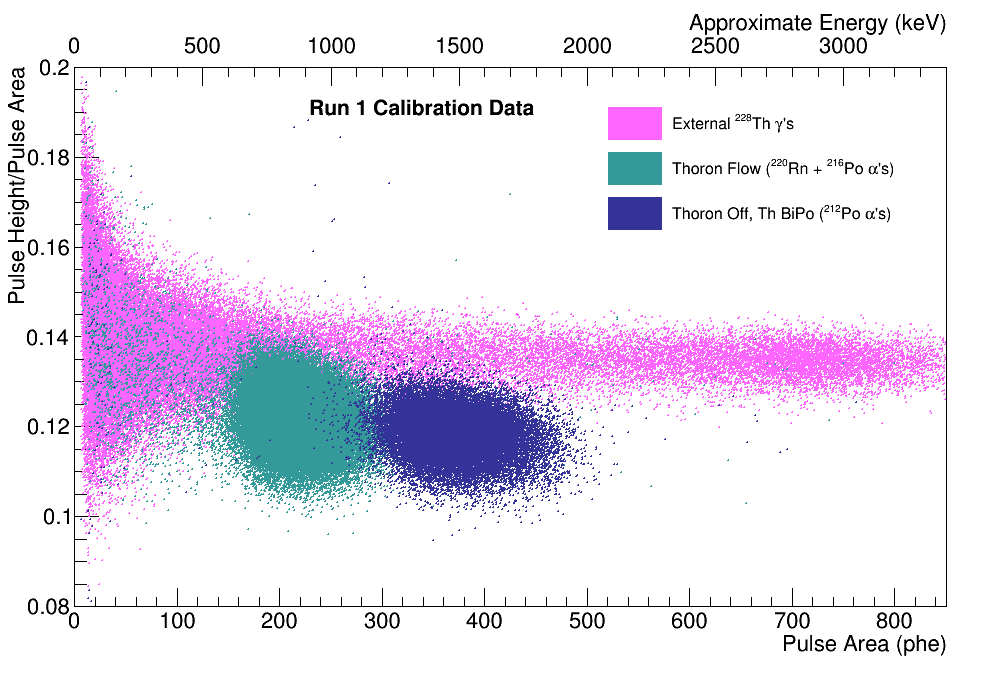 Approximate Energy (keV)
0 500 1000 1500 2000 2500 3000
Pulse Height/Pulse Area
0.2
0.18
0.16
0.14
0.12
0.1
0.08
Run 1 Calibration Data
External ²²⁸Th γ's
Thoron Flow (²²⁰Rn + ²¹⁶Po α's)
Thoron Off, Th BiPo (²¹²Po α's)
0 100 200 300 400 500 600 700 800
Pulse Area (phe)